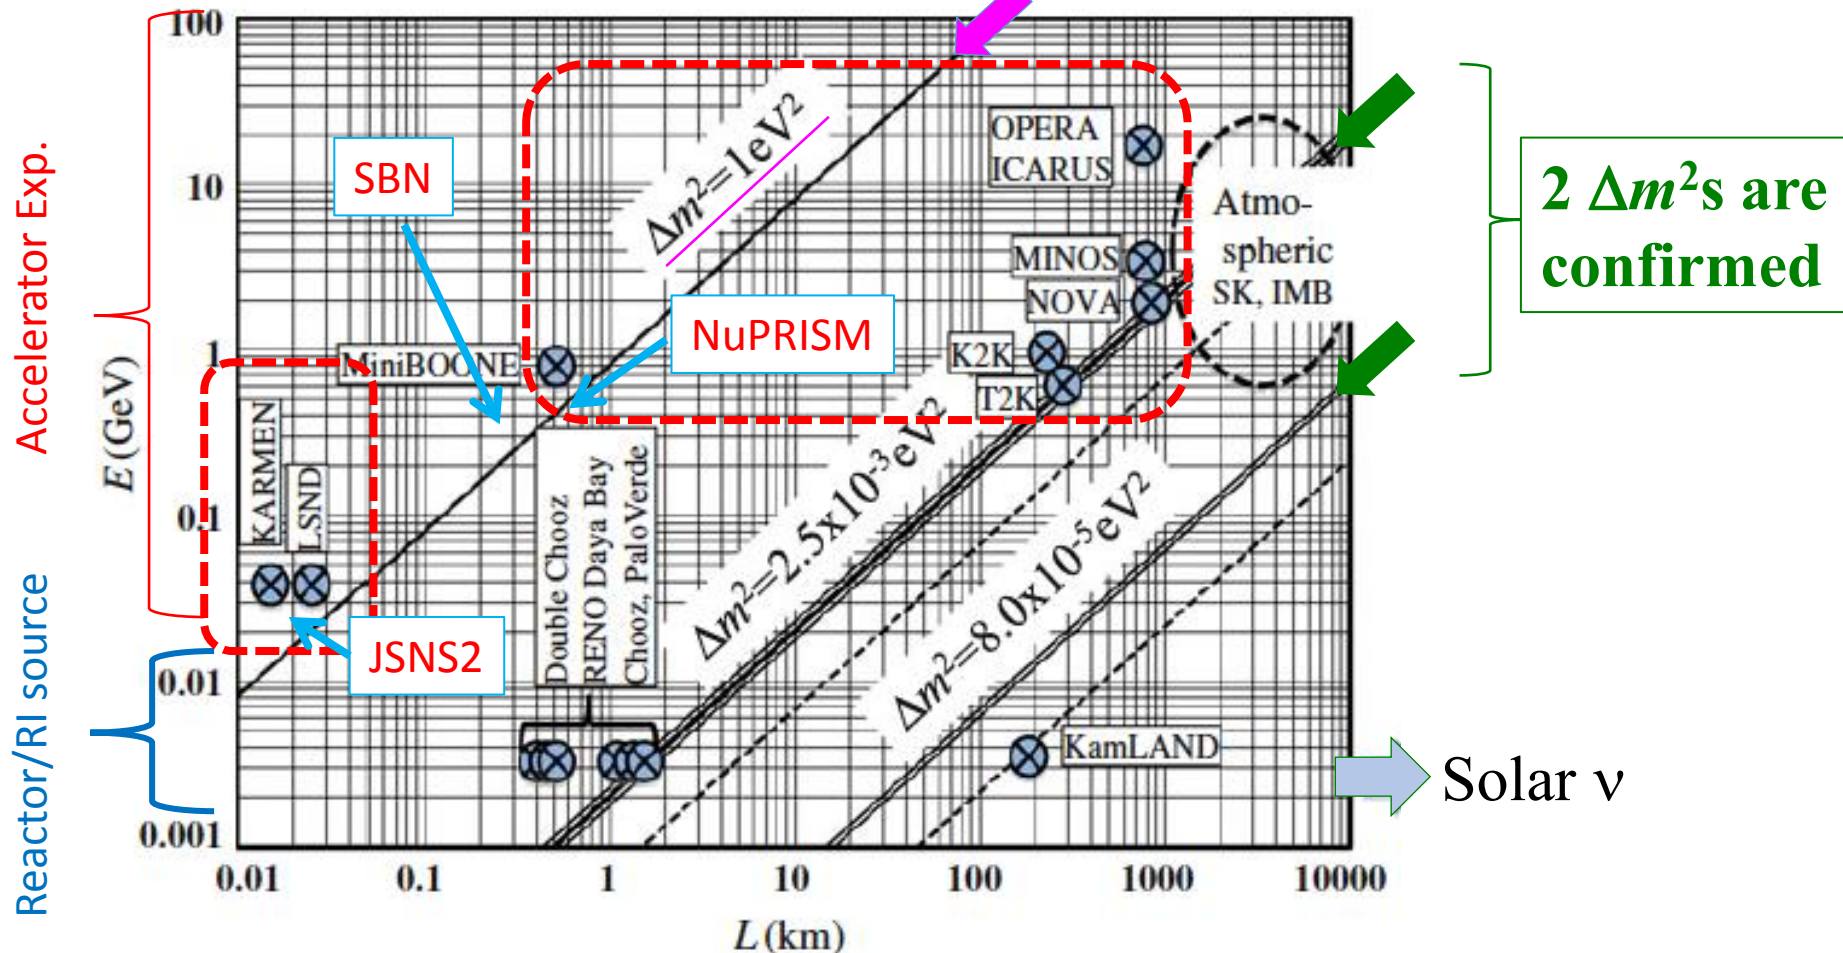 100
10
1
0.1
0.01
0.001
E (GeV)
Accelerator Exp.
Reactor/RI source
SBN
MiniBOONE
NuPRISM
KARMEN
LSND
JSNS2
Δm²=1eV²
OPERA
ICARUS
MINOS
NOVA
K2K
T2K
Atmo-
spheric
SK, IMB
Double Chooz
RENO Daya Bay
Chooz, PaloVerde
Δm²=2.5x10⁻³eV²
Δm²=8.0x10⁻⁵eV²
KamLAND
2 Δm²s are
confirmed
Solar ν
0.01
0.1
1
10
100
1000
10000
L (km)